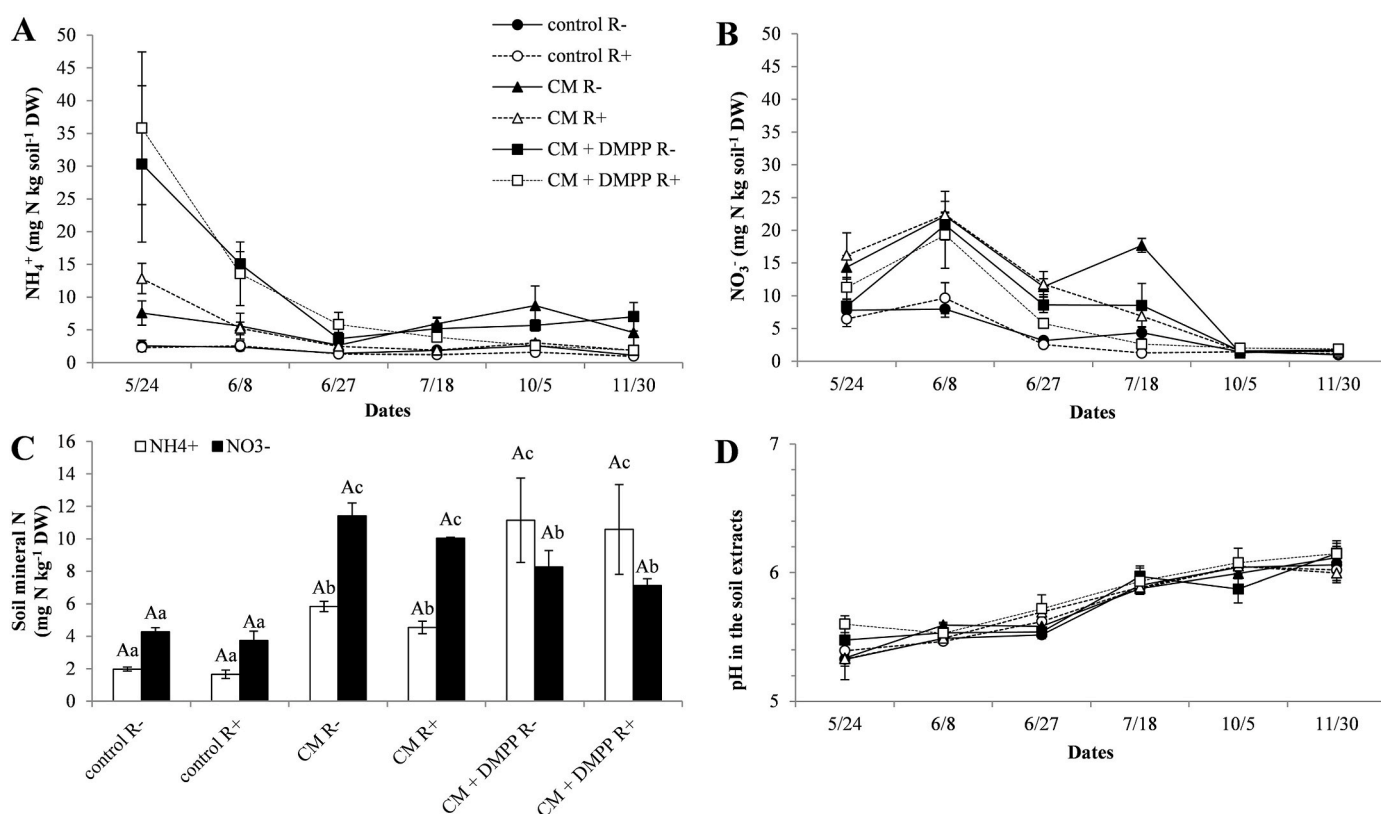 A
50
45
40
35
30
25
20
15
10
5
0
NH₄⁺ (mg N kg soil⁻¹ DW)
5/24 6/8 6/27 7/18 10/5 11/30
Dates
control R-
control R+
CM R-
CM R+
CM + DMPP R-
CM + DMPP R+
B
50
45
40
35
30
25
20
15
10
5
0
NO₃⁻ (mg N kg soil⁻¹ DW)
5/24 6/8 6/27 7/18 10/5 11/30
Dates
C
NH4+ NO3-
16
14
12
10
8
6
4
2
0
Soil mineral N
(mg N kg⁻¹ DW)
Aa Aa Aa Aa Ab Ac Ab Ac Ac Ab Ac Ab
control R-
control R+
CM R-
CM R+
CM + DMPP R-
CM + DMPP R+
D
7
6
5
pH in the soil extracts
5/24 6/8 6/27 7/18 10/5 11/30
Dates